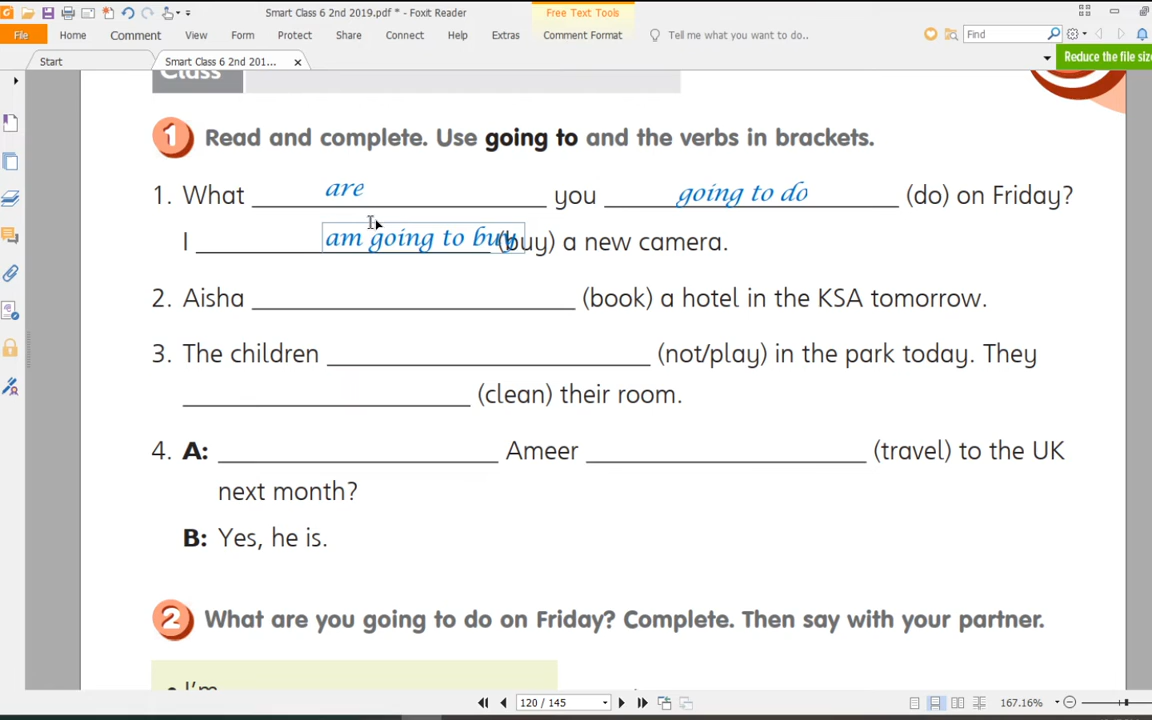 Smart Class 6 2nd 2019.pdf * - Foxit Reader
Free Text Tools
File Home Comment View Form Protect Share Connect Help Extras Comment Format Tell me what you want to do.. Find
Start Smart Class 6 2nd 201... Reduce the file size
Class
1 Read and complete. Use going to and the verbs in brackets.
1. What are you going to do (do) on Friday?
I am going to buy (buy) a new camera.
2. Aisha ____ (book) a hotel in the KSA tomorrow.
3. The children ____ (not/play) in the park today. They
____ (clean) their room.
4. A: ____ Ameer ____ (travel) to the UK
next month?
B: Yes, he is.
2 What are you going to do on Friday? Complete. Then say with your partner.
• I'm
120 / 145 167.16%